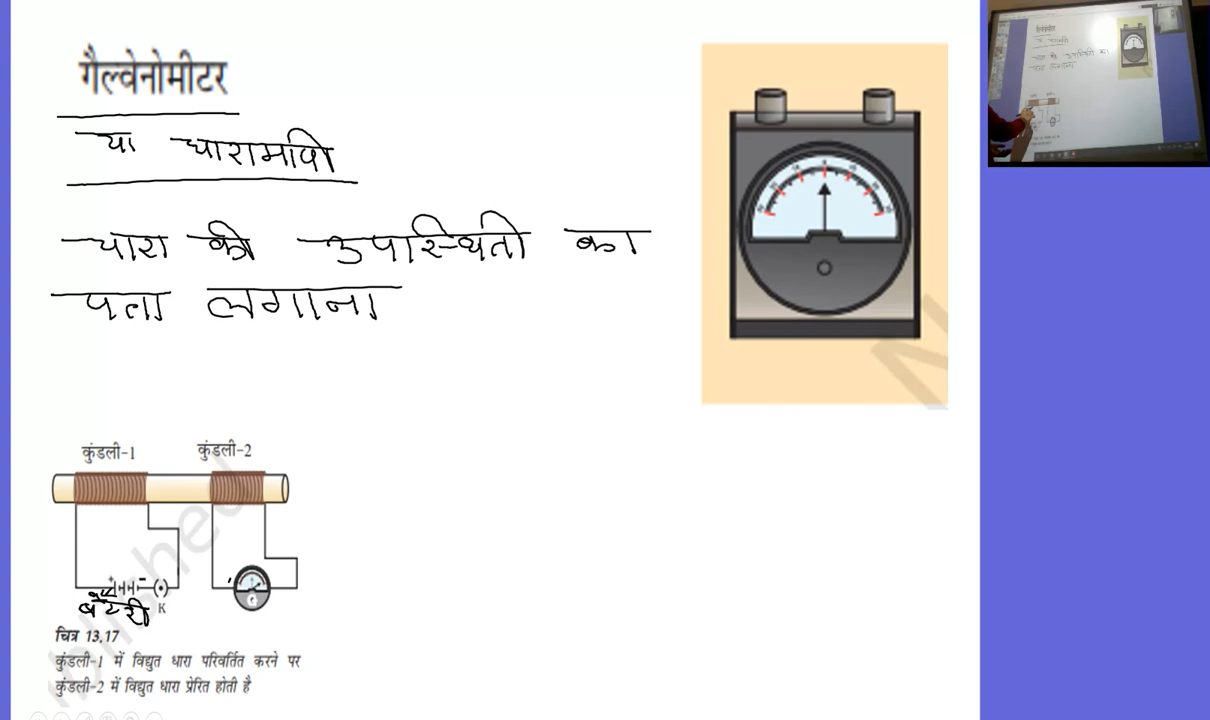 गैल्वेनोमीटर
या धारामापी
धारा की उपस्थिती का
पता लगाना
कुंडली-1 कुंडली-2
+ -
बैटरी K
G
चित्र 13.17
कुंडली-1 में विद्युत धारा परिवर्तित करने पर
कुंडली-2 में विद्युत धारा प्रेरित होती है